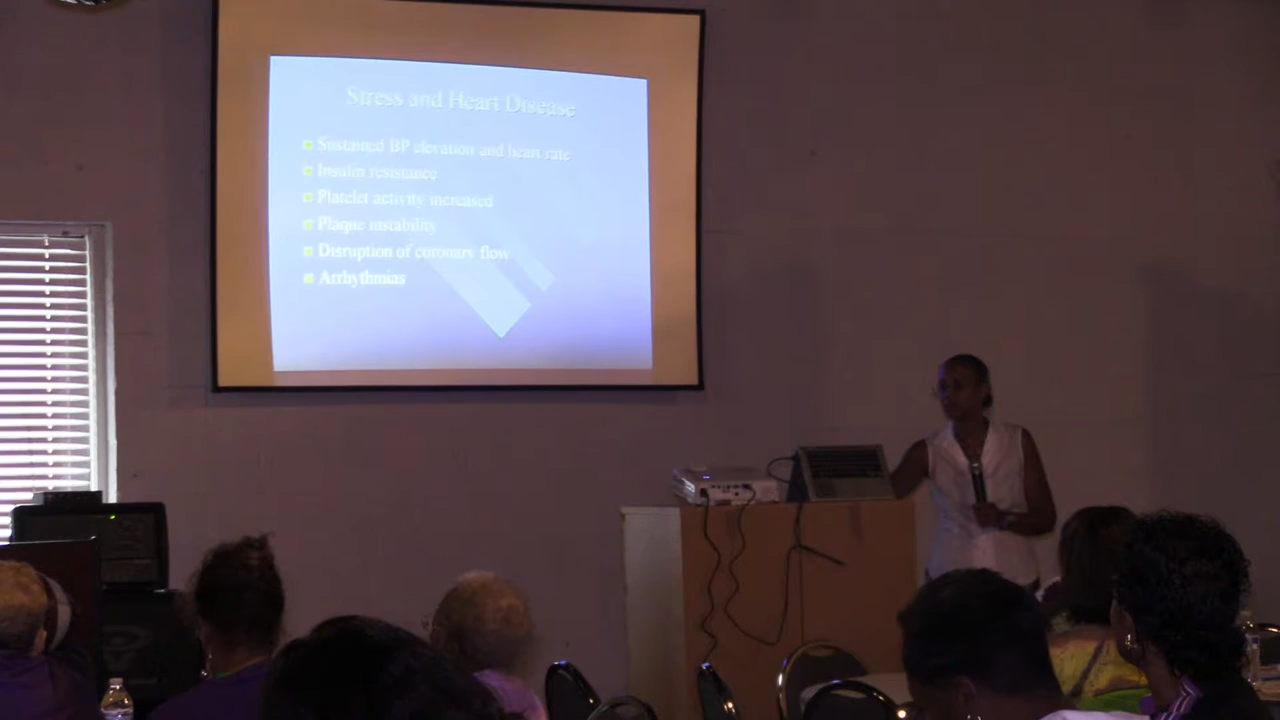 Stress and Heart Disease
Sustained BP elevation and heart rate
Insulin resistance
Platelet activity increased
Plaque instability
Disruption of coronary flow
Arrhythmias